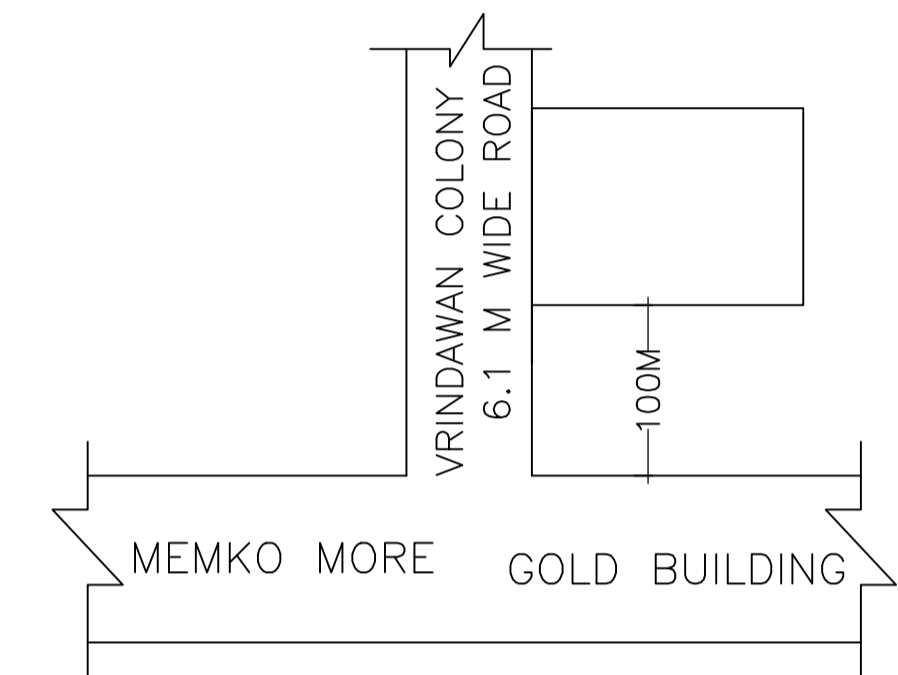 VRINDAWAN COLONY
6.1 M WIDE ROAD
100M
MEMKO MORE
GOLD BUILDING